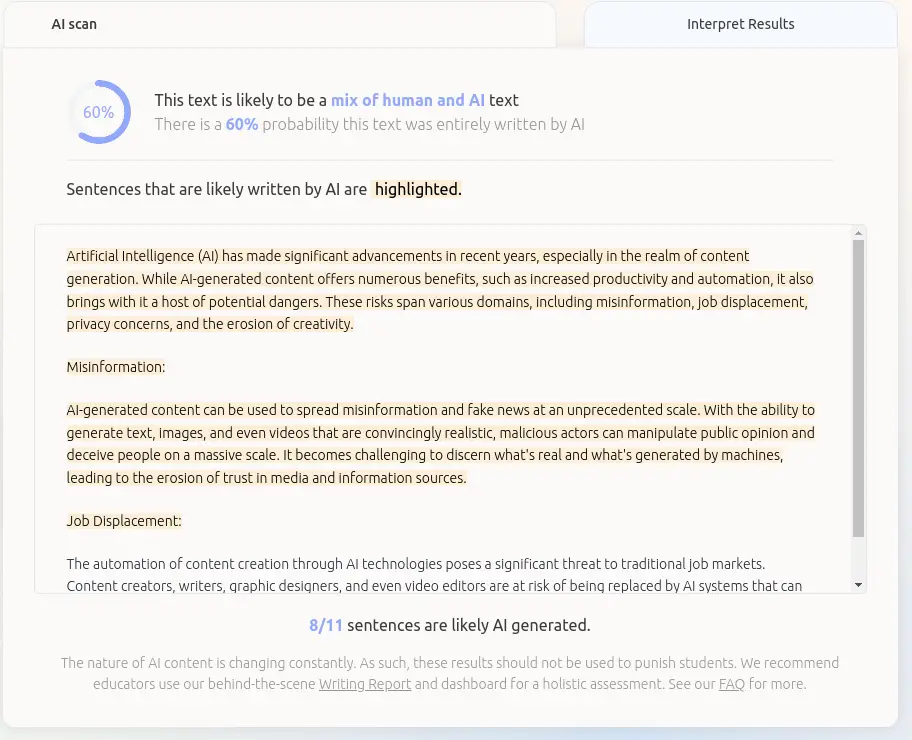 AI scan
Interpret Results
60%
This text is likely to be a mix of human and AI text
There is a 60% probability this text was entirely written by AI
Sentences that are likely written by AI are highlighted.
Artificial Intelligence (AI) has made significant advancements in recent years, especially in the realm of content
generation. While AI-generated content offers numerous benefits, such as increased productivity and automation, it also
brings with it a host of potential dangers. These risks span various domains, including misinformation, job displacement,
privacy concerns, and the erosion of creativity.
Misinformation:
AI-generated content can be used to spread misinformation and fake news at an unprecedented scale. With the ability to
generate text, images, and even videos that are convincingly realistic, malicious actors can manipulate public opinion and
deceive people on a massive scale. It becomes challenging to discern what's real and what's generated by machines,
leading to the erosion of trust in media and information sources.
Job Displacement:
The automation of content creation through AI technologies poses a significant threat to traditional job markets.
Content creators, writers, graphic designers, and even video editors are at risk of being replaced by AI systems that can
8/11 sentences are likely AI generated.
The nature of AI content is changing constantly. As such, these results should not be used to punish students. We recommend
educators use our behind-the-scene Writing Report and dashboard for a holistic assessment. See our FAQ for more.